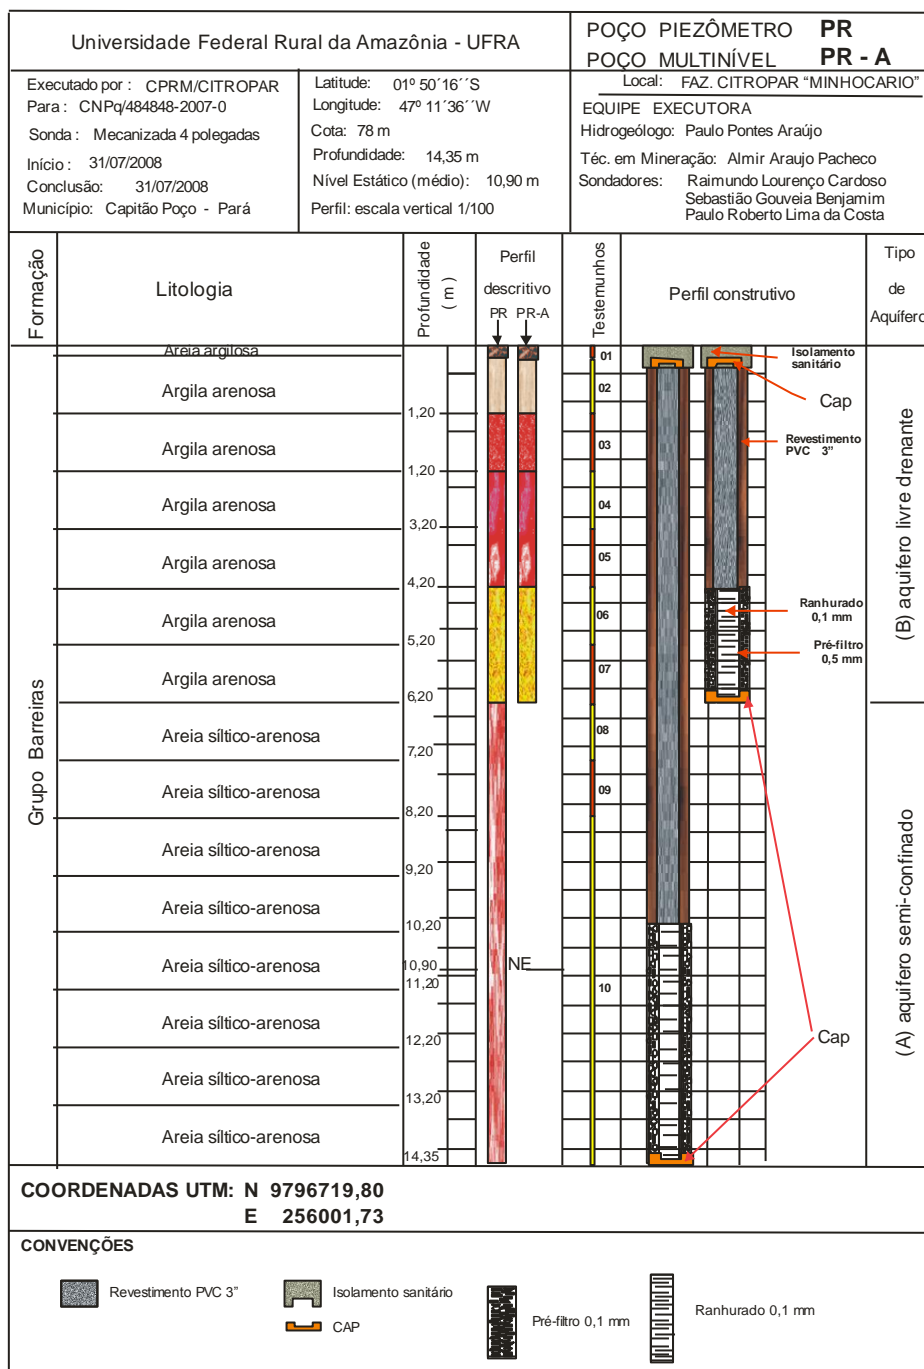 Universidade Federal Rural da Amazônia - UFRA
POÇO PIEZÔMETRO PR
POÇO MULTINÍVEL PR - A
Executado por : CPRM/CITROPAR
Para : CNPq/484848-2007-0
Sonda : Mecanizada 4 polegadas
Início : 31/07/2008
Conclusão: 31/07/2008
Município: Capitão Poço - Pará
Latitude: 01º 50´16´´S
Longitude: 47º 11´36´´W
Cota: 78 m
Profundidade: 14,35 m
Nível Estático (médio): 10,90 m
Perfil: escala vertical 1/100
Local: FAZ. CITROPAR “MINHOCARIO”
EQUIPE EXECUTORA
Hidrogeólogo: Paulo Pontes Araújo
Téc. em Mineração: Almir Araujo Pacheco
Sondadores: Raimundo Lourenço Cardoso
Sebastião Gouveia Benjamim
Paulo Roberto Lima da Costa
Formação
Litologia
Profundidade
( m )
Perfil
descritivo
PR PR-A
Testemunhos
Perfil construtivo
Tipo
de
Aquífero
Grupo Barreiras
Areia argilosa
Argila arenosa
1,20
Argila arenosa
1,20
Argila arenosa
3,20
Argila arenosa
4,20
Argila arenosa
5,20
Argila arenosa
6,20
Areia síltico-arenosa
7,20
Areia síltico-arenosa
8,20
Areia síltico-arenosa
9,20
Areia síltico-arenosa
10,20
Areia síltico-arenosa
10,90
NE
11,20
Areia síltico-arenosa
12,20
Areia síltico-arenosa
13,20
Areia síltico-arenosa
14,35
01
02
03
04
05
06
07
08
09
10
Isolamento
sanitário
Cap
Revestimento
PVC 3”
Ranhurado
0,1 mm
Pré-filtro
0,5 mm
Cap
(B) aquifero livre drenante
(A) aquifero semi-confinado
COORDENADAS UTM: N 9796719,80
E 256001,73
CONVENÇÕES
Revestimento PVC 3”
Isolamento sanitário
CAP
Pré-filtro 0,1 mm
Ranhurado 0,1 mm